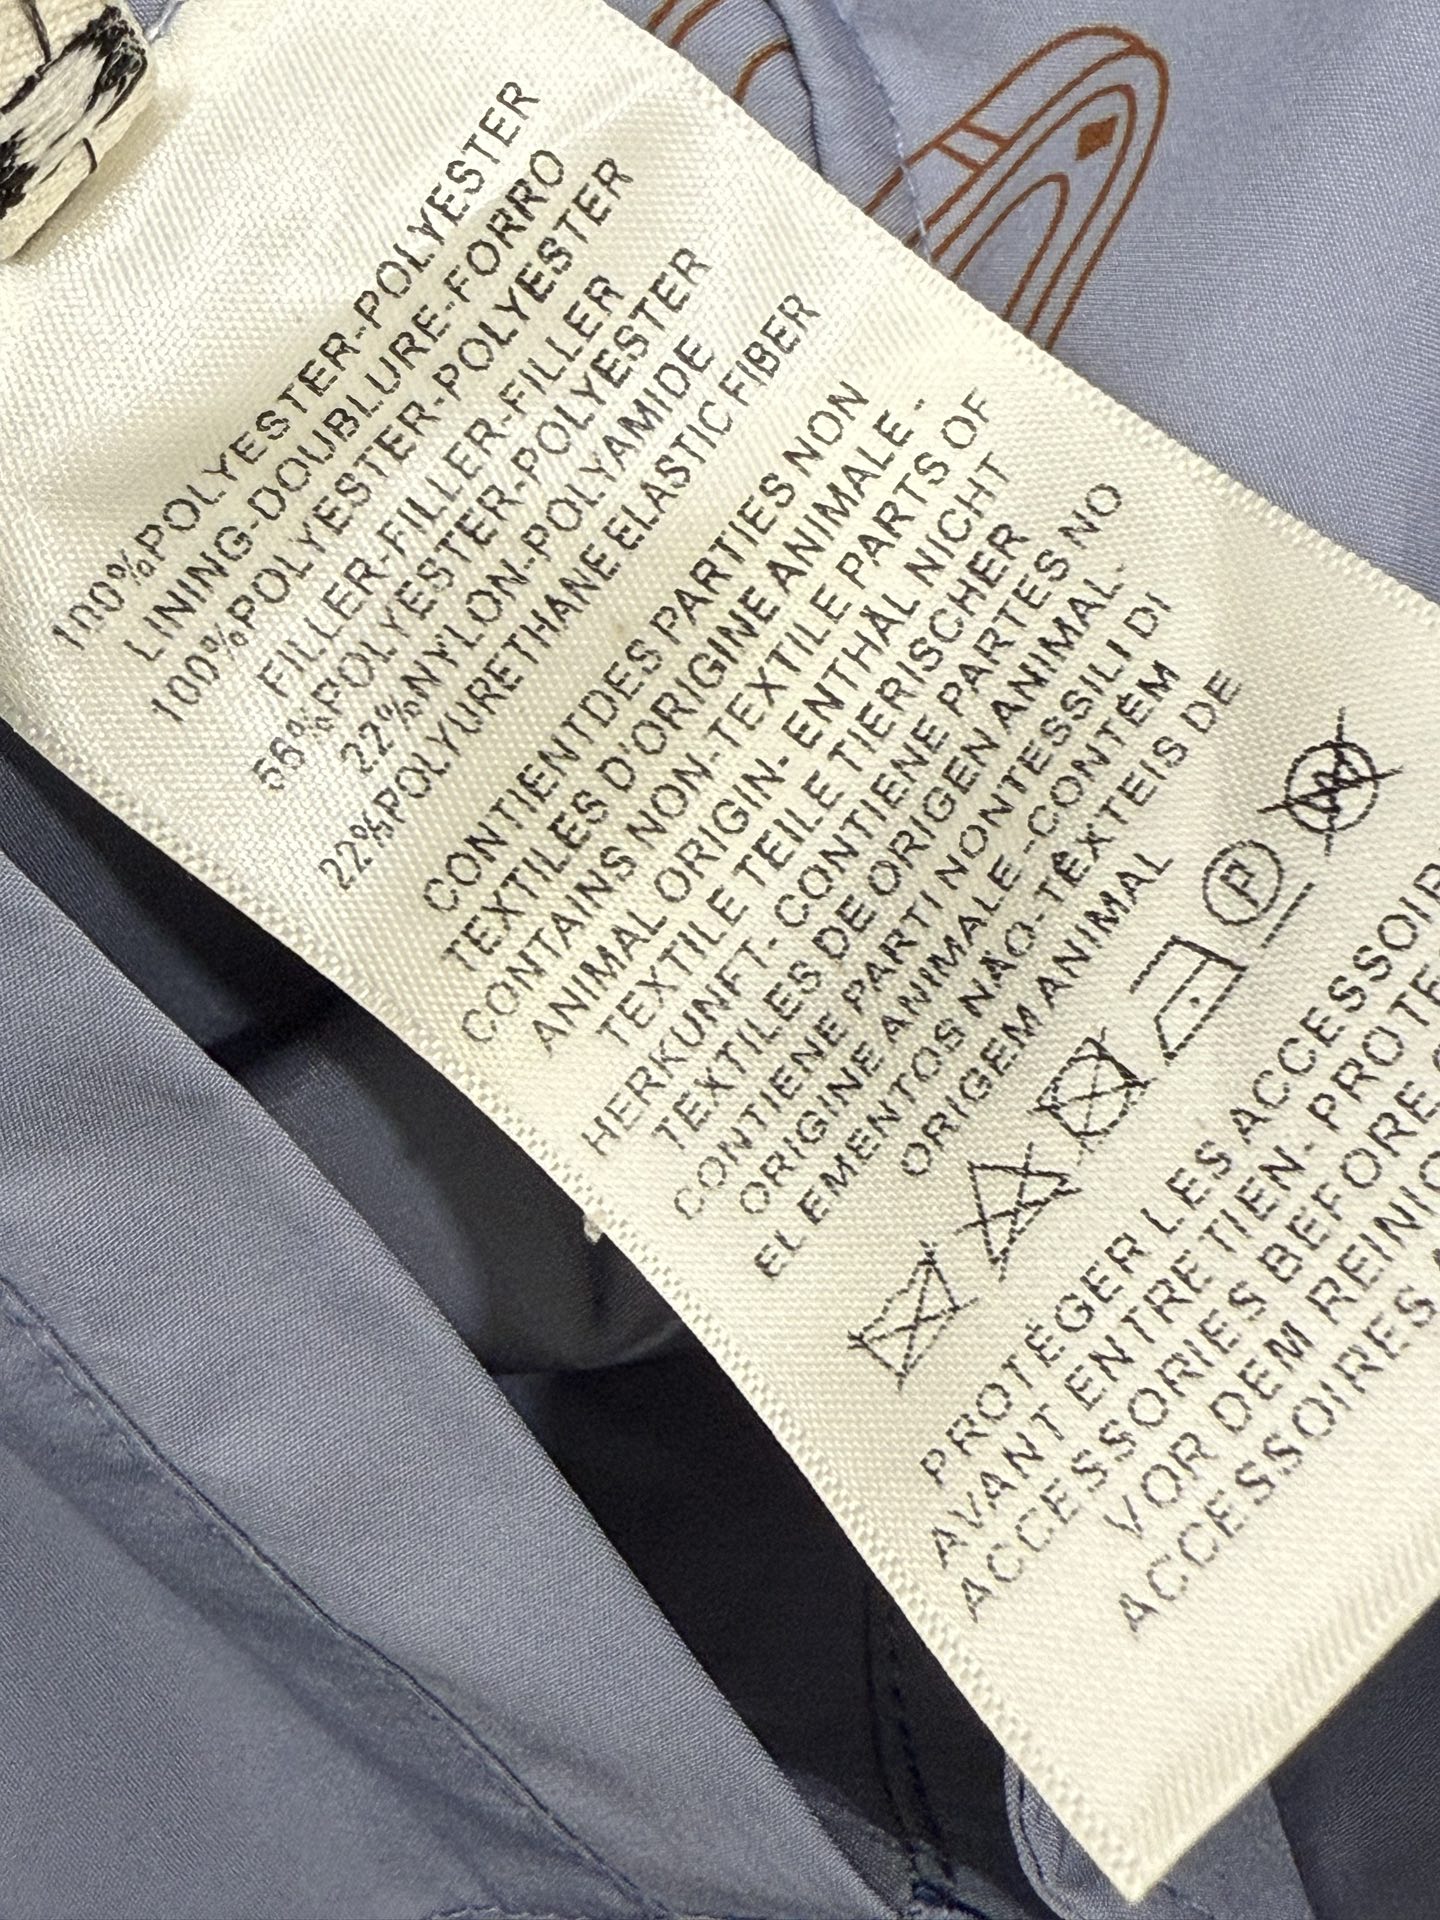 100%POLYESTER-POLYESTER
LINING-DOUBLURE-FORRO
100%POLYESTER-POLYESTER
FILLER-FILLER-FILLER
56%POLYESTER-POLYESTER
22%NYLON-POLYAMIDE
22%POLYURETHANE ELASTIC FIBER
CONTIENTDES PARTIES NON
TEXTILES D'ORIGINE ANIMALE -
CONTAINS NON-TEXTILE PARTS OF
ANIMAL ORIGIN- ENTHÄL NICHT
TEXTILE TEILE TIERISCHER
HERKUNFT- CONTIENE PARTES NO
TEXTILES DE ORIGEN ANIMAL-
CONTIENE PARTI NONTESSILI DI
ORIGINE ANIMALE -CONTÉM
ELEMENTOS NÃO-TÊXTEIS DE
ORIGEM ANIMAL
P
PROTÉGER LES ACCESSOIR
AVANT ENTRETIEN- PROTE
ACCESSORIES BEFORE
VOR DEM REINIG
ACCESSOIRES